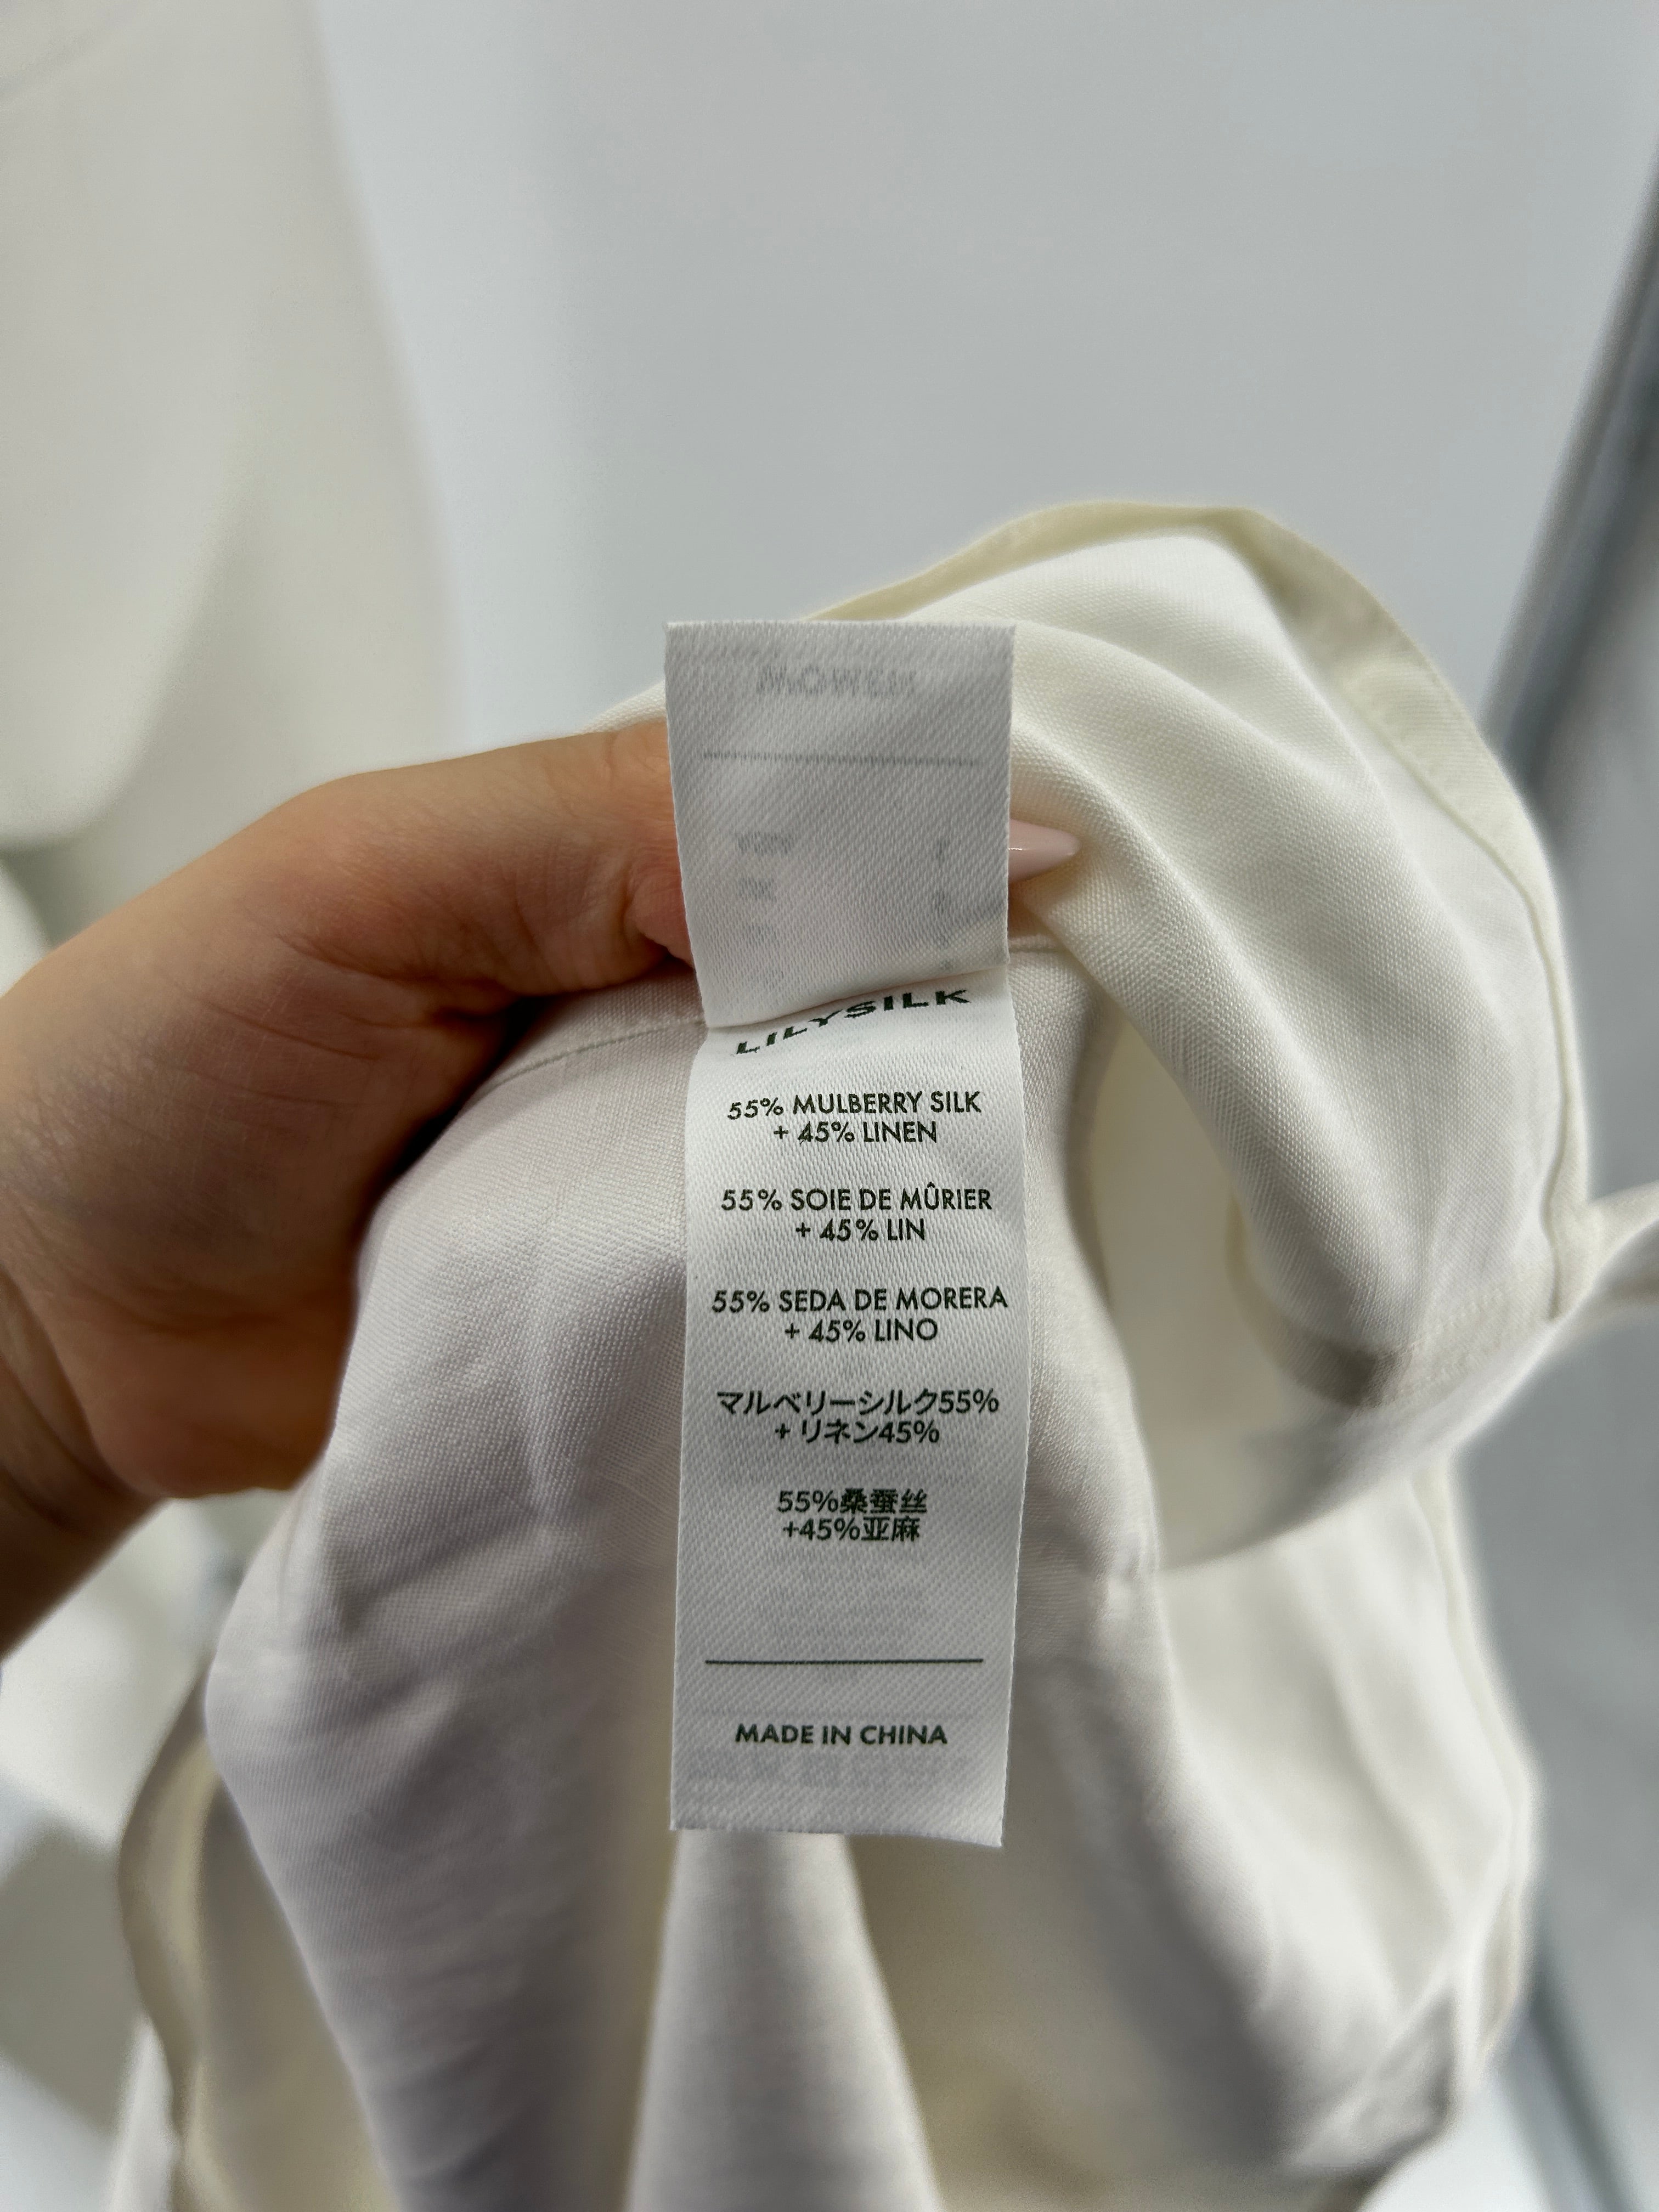 LILYSILK
55% MULBERRY SILK
+ 45% LINEN
55% SOIE DE MÛRIER
+ 45% LIN
55% SEDA DE MORERA
+ 45% LINO
マルベリーシルク55%
+ リネン45%
55%桑蚕丝
+45%亚麻
MADE IN CHINA